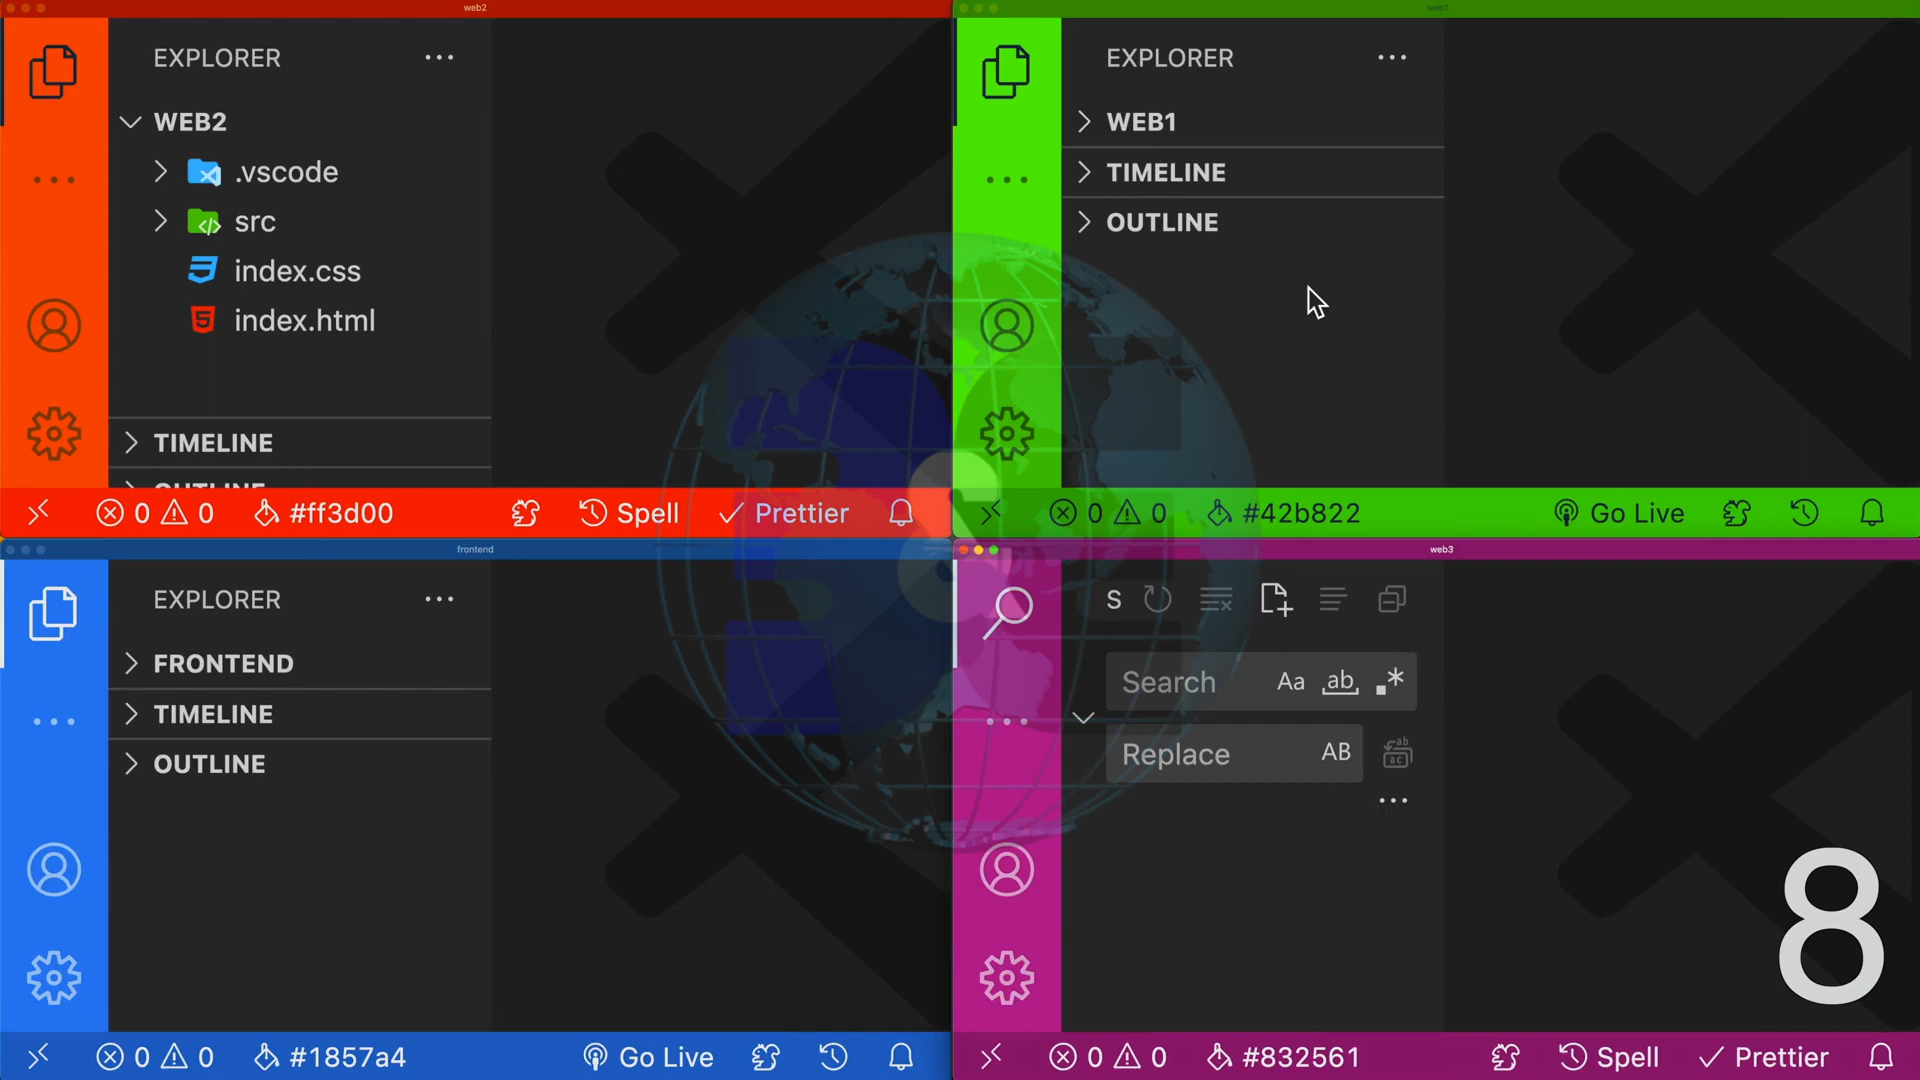 web2
EXPLORER
WEB2
.vscode
src
index.css
index.html
TIMELINE
OUTLINE
0 0 #ff3d00 Spell Prettier
web1
EXPLORER
WEB1
TIMELINE
OUTLINE
0 0 #42b822 Go Live
frontend
EXPLORER
FRONTEND
TIMELINE
OUTLINE
0 0 #1857a4 Go Live
web3
S
Search Aa ab .*
Replace AB
8
0 0 #832561 Spell Prettier